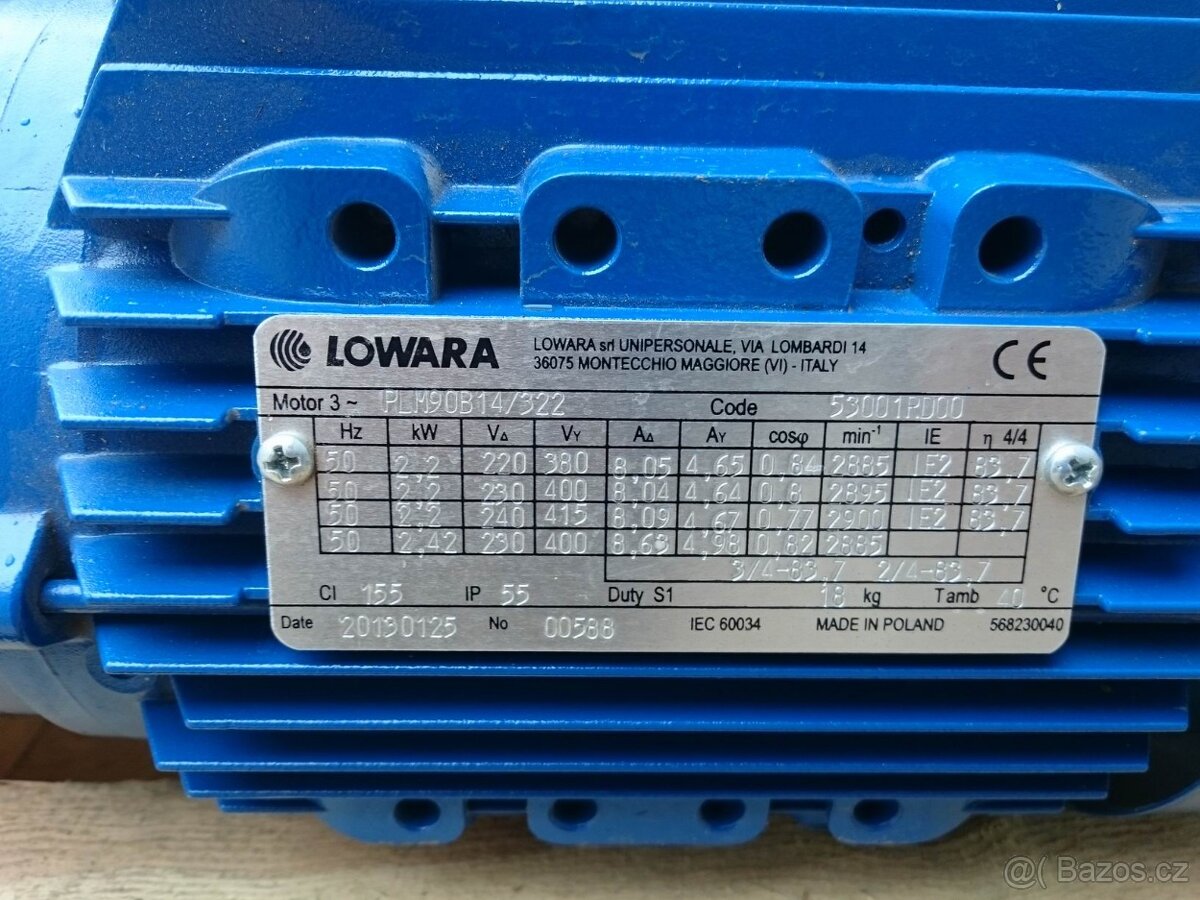 LOWARA
LOWARA srl UNIPERSONALE, VIA LOMBARDI 14
36075 MONTECCHIO MAGGIORE (VI) - ITALY
CE
Motor 3 ~ PLM90B14/322 Code 53001RD00
Hz kW V∆ VY A∆ AY cosφ min⁻¹ IE η 4/4
50 2,2 220 380 8,05 4,65 0,84 2885 IE2 83,7
50 2,2 230 400 8,04 4,64 0,8 2895 IE2 83,7
50 2,2 240 415 8,09 4,67 0,77 2900 IE2 83,7
50 2,42 230 400 8,63 4,98 0,82 2885
3/4-83,7 2/4-83,7
Cl 155 IP 55 Duty S1 18 kg Tamb 40 °C
Date 20130125 No 00588 IEC 60034 MADE IN POLAND 568230040
Bazos.cz